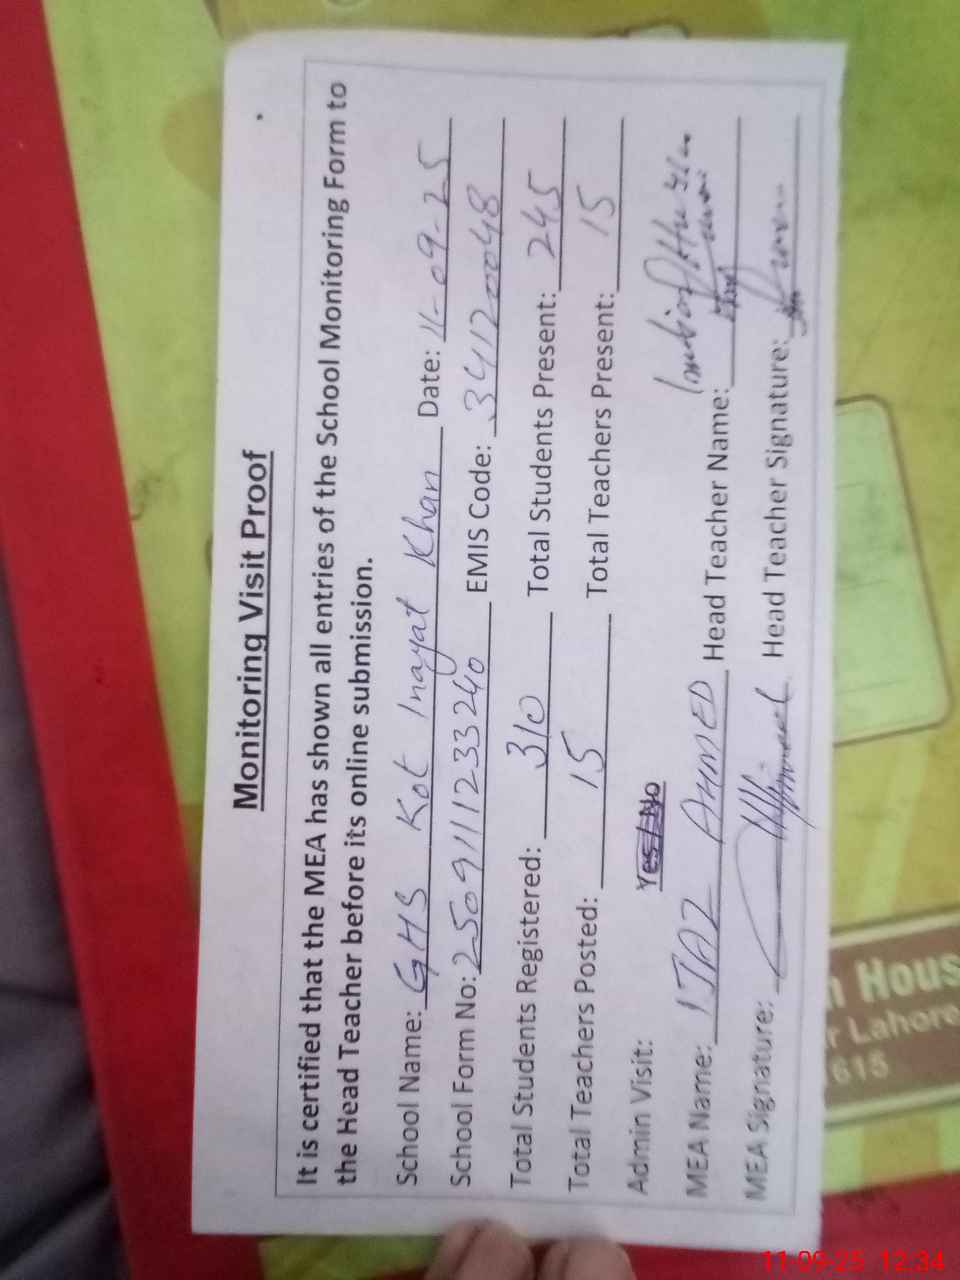 Monitoring Visit Proof
It is certified that the MEA has shown all entries of the School Monitoring Form to
the Head Teacher before its online submission.
School Name: GHS Kot Inayat Khan Date: 11-09-25
School Form No: 2509111233240 EMIS Code: 34120048
Total Students Registered: 310 Total Students Present: 245
Total Teachers Posted: 15 Total Teachers Present: 15
Admin Visit: Yes / No
MEA Name: IJAZ AHMED Head Teacher Name:
MEA Signature: Head Teacher Signature:
n Hous
r Lahore
615
11-09-25 12:34